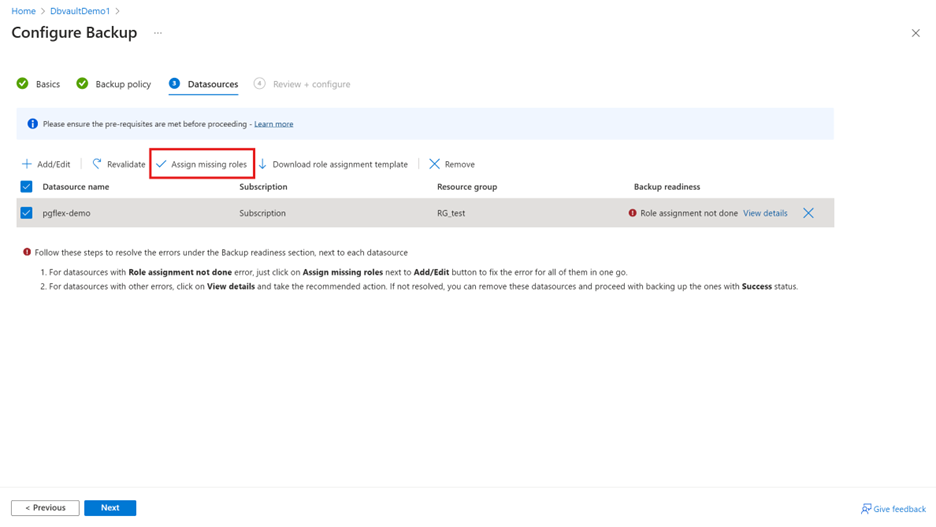 Home > DbvaultDemo1 >
Configure Backup ...
Basics Backup policy 3 Datasources 4 Review + configure
Please ensure the pre-requisites are met before proceeding - Learn more
Add/Edit Revalidate Assign missing roles Download role assignment template Remove
Datasource name Subscription Resource group Backup readiness
pgflex-demo Subscription RG_test Role assignment not done View details
Follow these steps to resolve the errors under the Backup readiness section, next to each datasource
1. For datasources with Role assignment not done error, just click on Assign missing roles next to Add/Edit button to fix the error for all of them in one go.
2. For datasources with other errors, click on View details and take the recommended action. If not resolved, you can remove these datasources and proceed with backing up the ones with Success status.
< Previous Next Give feedback